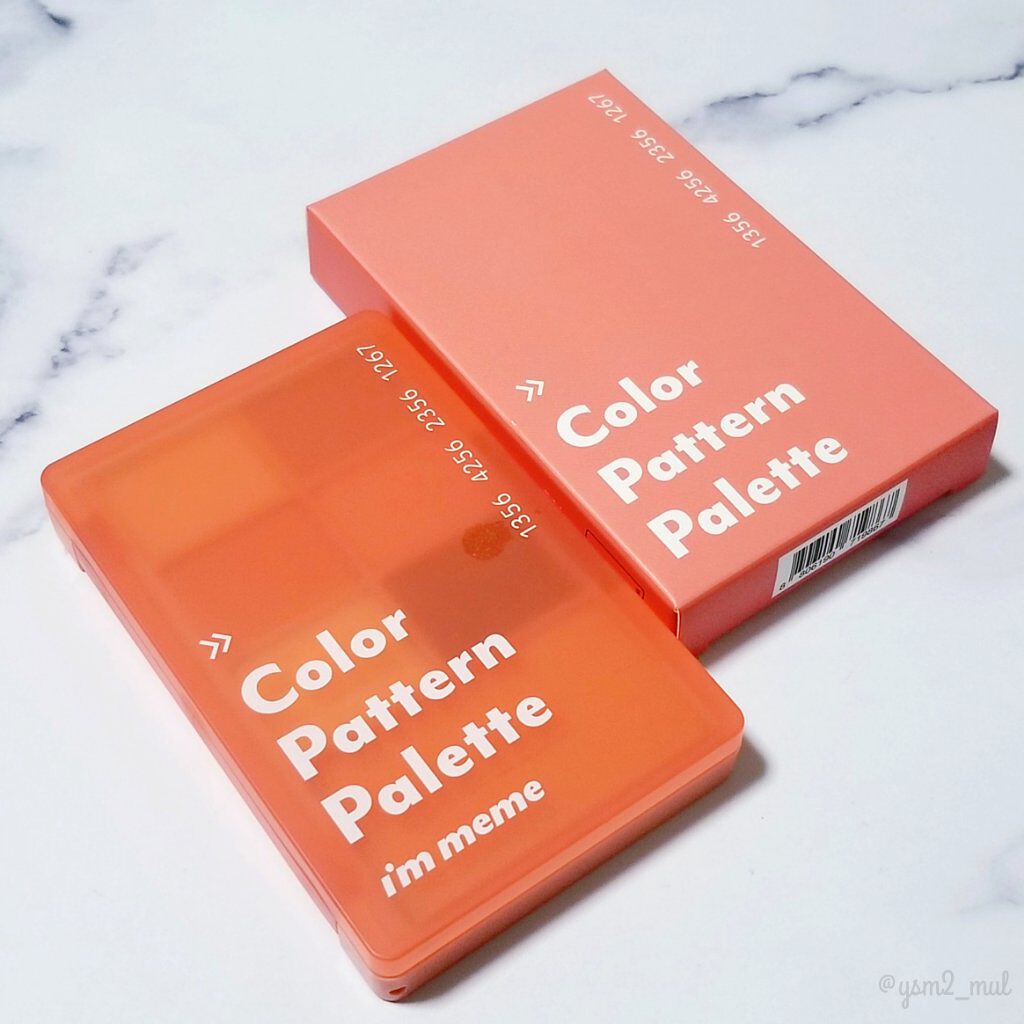 1356 4256 2356 1267
Color
Pattern
Palette
1356 4256 2356 1267
Color
Pattern
Palette
im meme
@ysm2_mul